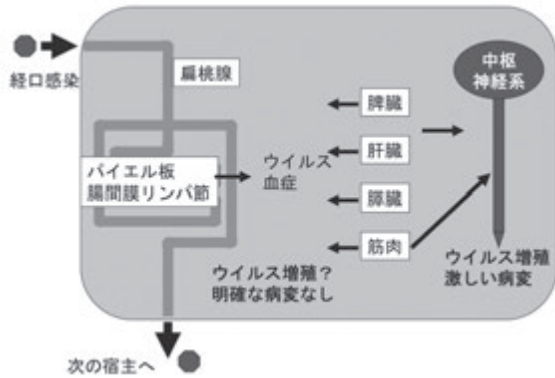 経口感染
扁桃腺
中枢
神経系
脾臓
肝臓
膵臓
筋肉
パイエル板
腸間膜リンパ節
ウイルス
血症
ウイルス増殖？
明確な病変なし
ウイルス増殖
激しい病変
次の宿主へ